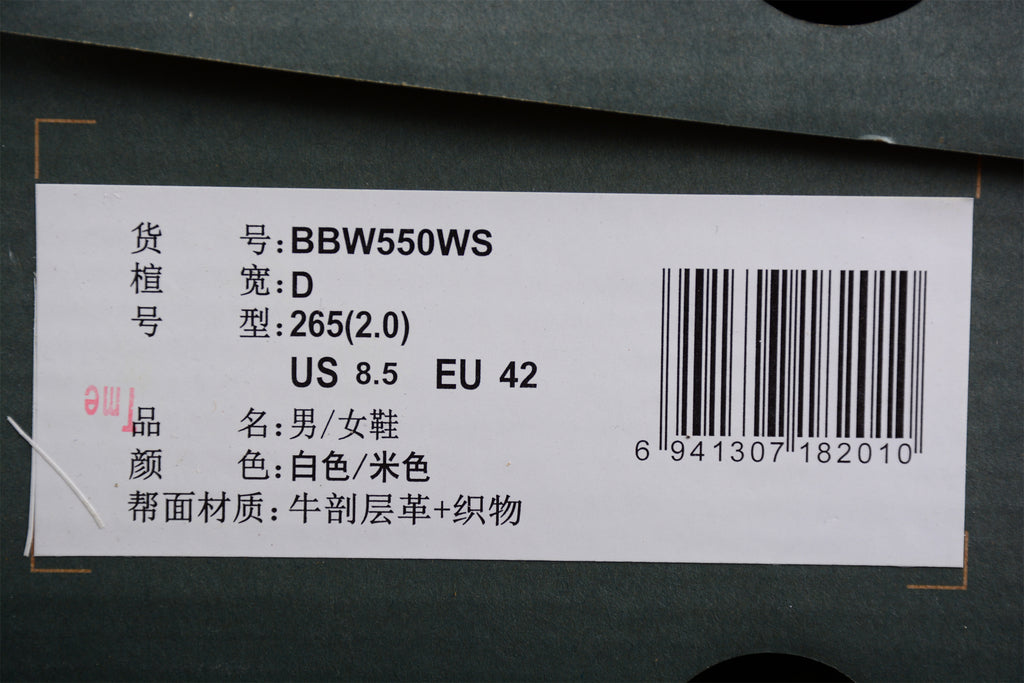 货 号: BBW550WS
楦 宽: D
号 型: 265(2.0)
US 8.5 EU 42
品 名: 男/女鞋
颜 色: 白色/米色
帮面材质: 牛剖层革+织物
6 941307 182010